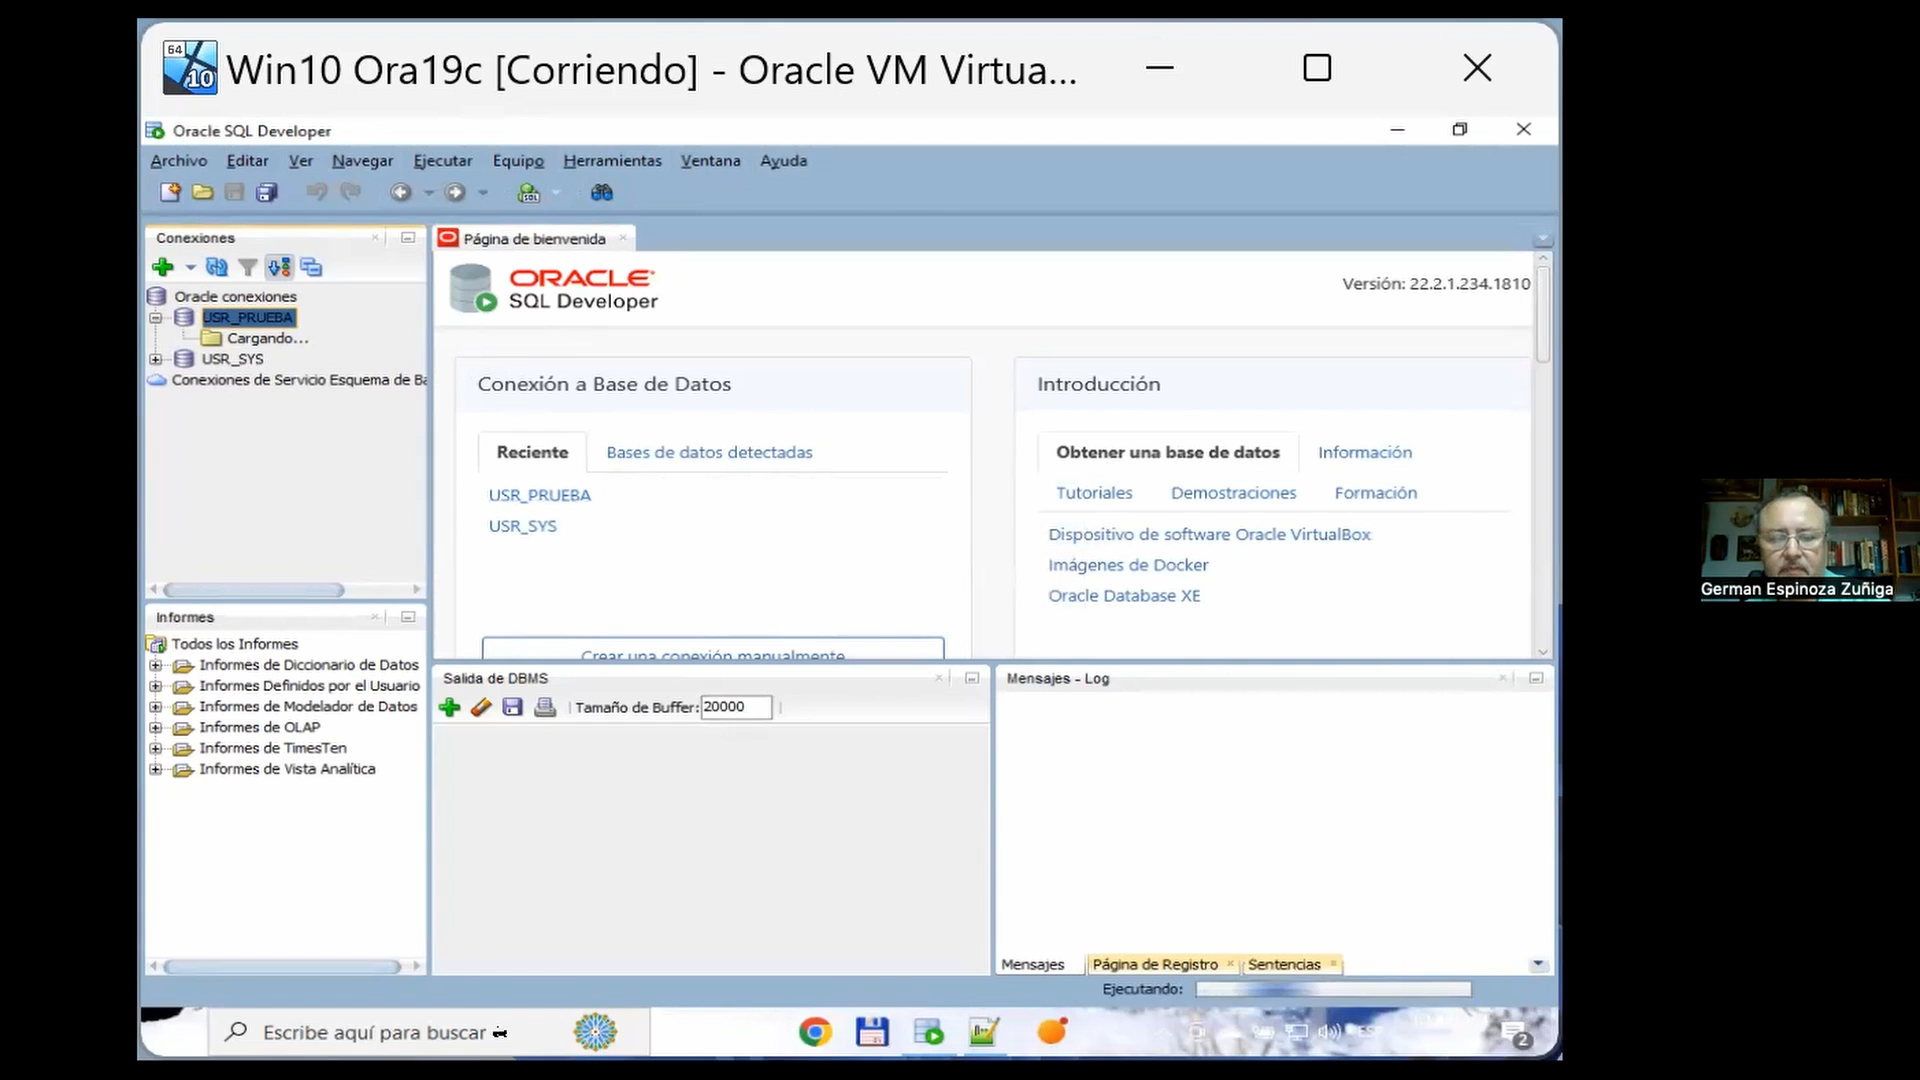 64
10
Win10 Ora19c [Corriendo] - Oracle VM Virtua...
Oracle SQL Developer
Archivo Editar Ver Navegar Ejecutar Equipo Herramientas Ventana Ayuda
SQL
Conexiones
Oracle conexiones
USR_PRUEBA
Cargando...
USR_SYS
Conexiones de Servicio Esquema de Ba
Página de bienvenida
ORACLE
SQL Developer
Versión: 22.2.1.234.1810
Conexión a Base de Datos
Reciente Bases de datos detectadas
USR_PRUEBA
USR_SYS
Crear una conexión manualmente
Introducción
Obtener una base de datos Información
Tutoriales Demostraciones Formación
Dispositivo de software Oracle VirtualBox
Imágenes de Docker
Oracle Database XE
Informes
Todos los Informes
Informes de Diccionario de Datos
Informes Definidos por el Usuario
Informes de Modelador de Datos
Informes de OLAP
Informes de TimesTen
Informes de Vista Analítica
Salida de DBMS
Tamaño de Buffer: 20000
Mensajes - Log
Mensajes Página de Registro Sentencias
Ejecutando:
Escribe aquí para buscar
2
German Espinoza Zuñiga